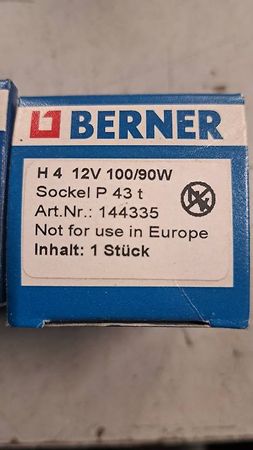 BERNER
H 4 12V 100/90W
Sockel P 43 t
Art.Nr.: 144335
Not for use in Europe
Inhalt: 1 Stück